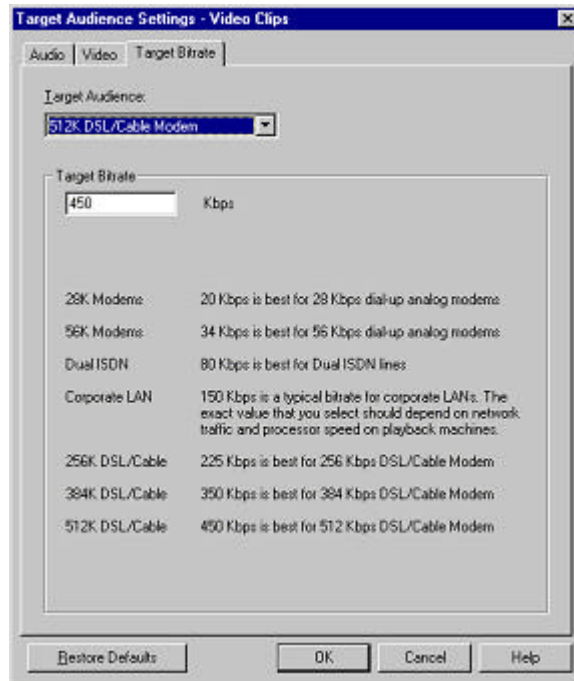 Target Audience Settings - Video Clips
Audio Video Target Bitrate
Target Audience:
512K DSL/Cable Modem
Target Bitrate
450 Kbps
28K Modems 20 Kbps is best for 28 Kbps dial-up analog modems
56K Modems 34 Kbps is best for 56 Kbps dial-up analog modems
Dual ISDN 80 Kbps is best for Dual ISDN lines
Corporate LAN 150 Kbps is a typical bitrate for corporate LANs. The
exact value that you select should depend on network
traffic and processor speed on playback machines.
256K DSL/Cable 225 Kbps is best for 256 Kbps DSL/Cable Modem
384K DSL/Cable 350 Kbps is best for 384 Kbps DSL/Cable Modem
512K DSL/Cable 450 Kbps is best for 512 Kbps DSL/Cable Modem
Restore Defaults OK Cancel Help